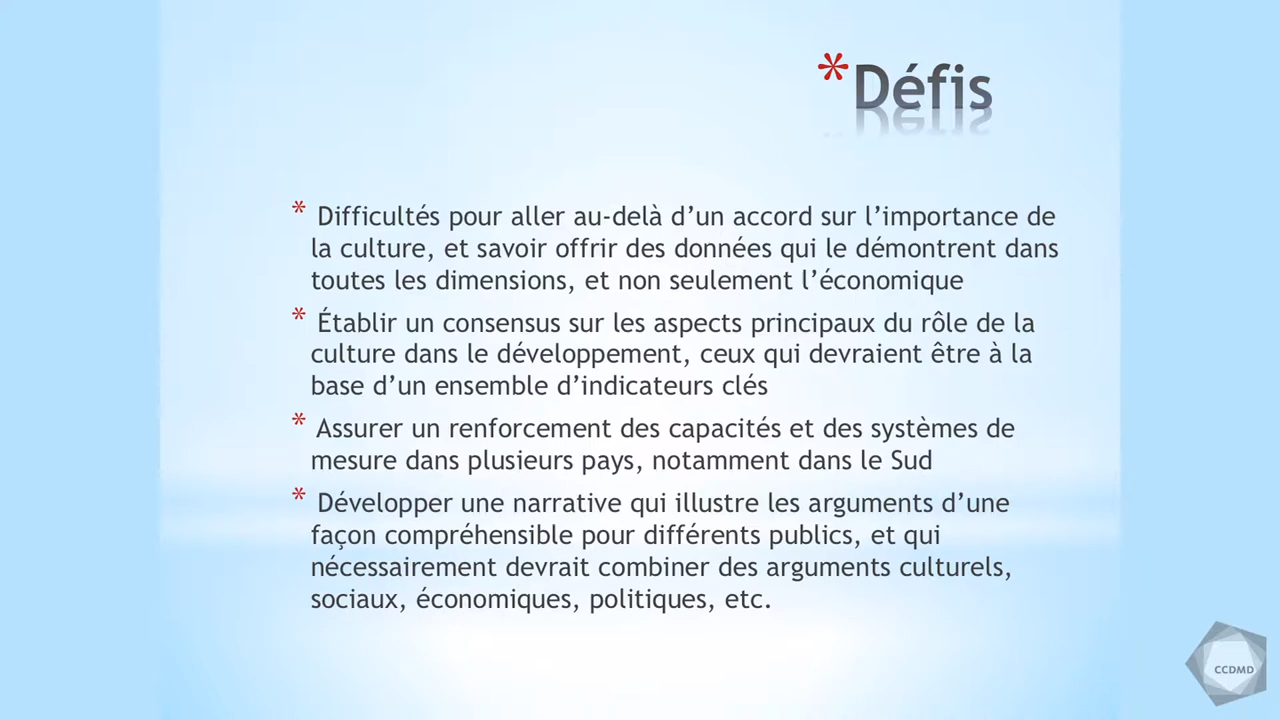 *Défis
* Difficultés pour aller au-delà d’un accord sur l’importance de
la culture, et savoir offrir des données qui le démontrent dans
toutes les dimensions, et non seulement l’économique
* Établir un consensus sur les aspects principaux du rôle de la
culture dans le développement, ceux qui devraient être à la
base d’un ensemble d’indicateurs clés
* Assurer un renforcement des capacités et des systèmes de
mesure dans plusieurs pays, notamment dans le Sud
* Développer une narrative qui illustre les arguments d’une
façon compréhensible pour différents publics, et qui
nécessairement devrait combiner des arguments culturels,
sociaux, économiques, politiques, etc.
CCDMD